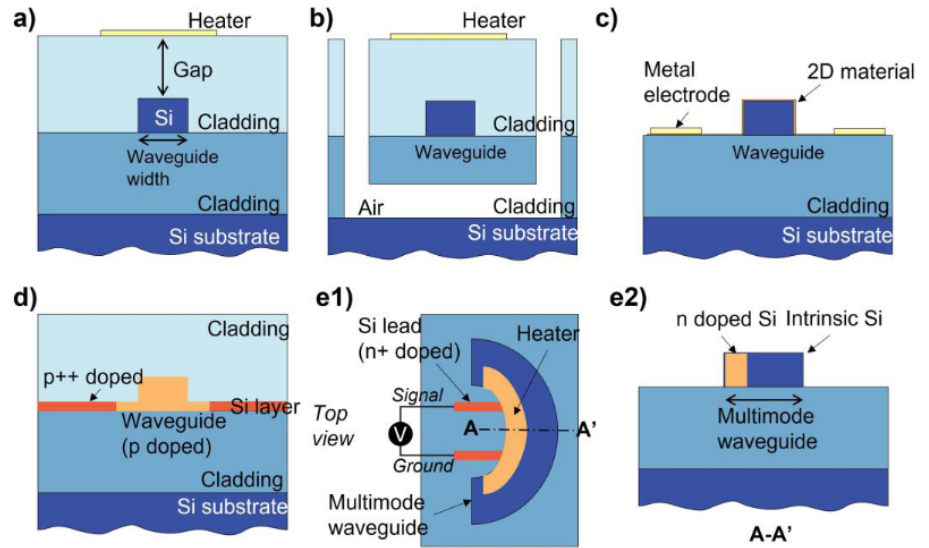 a)
Heater
Gap
Si
Cladding
Waveguide
width
Cladding
Si substrate
b)
Heater
Cladding
Waveguide
Air
Cladding
Si substrate
c)
Metal
electrode
2D material
Waveguide
Cladding
Si substrate
d)
Cladding
p++ doped
Si layer
Waveguide
(p doped)
Cladding
Si substrate
e1)
Si lead
(n+ doped)
Heater
Signal
Top
view
V
A
A'
Ground
Multimode
waveguide
e2)
n doped Si
Intrinsic Si
Multimode
waveguide
A-A'